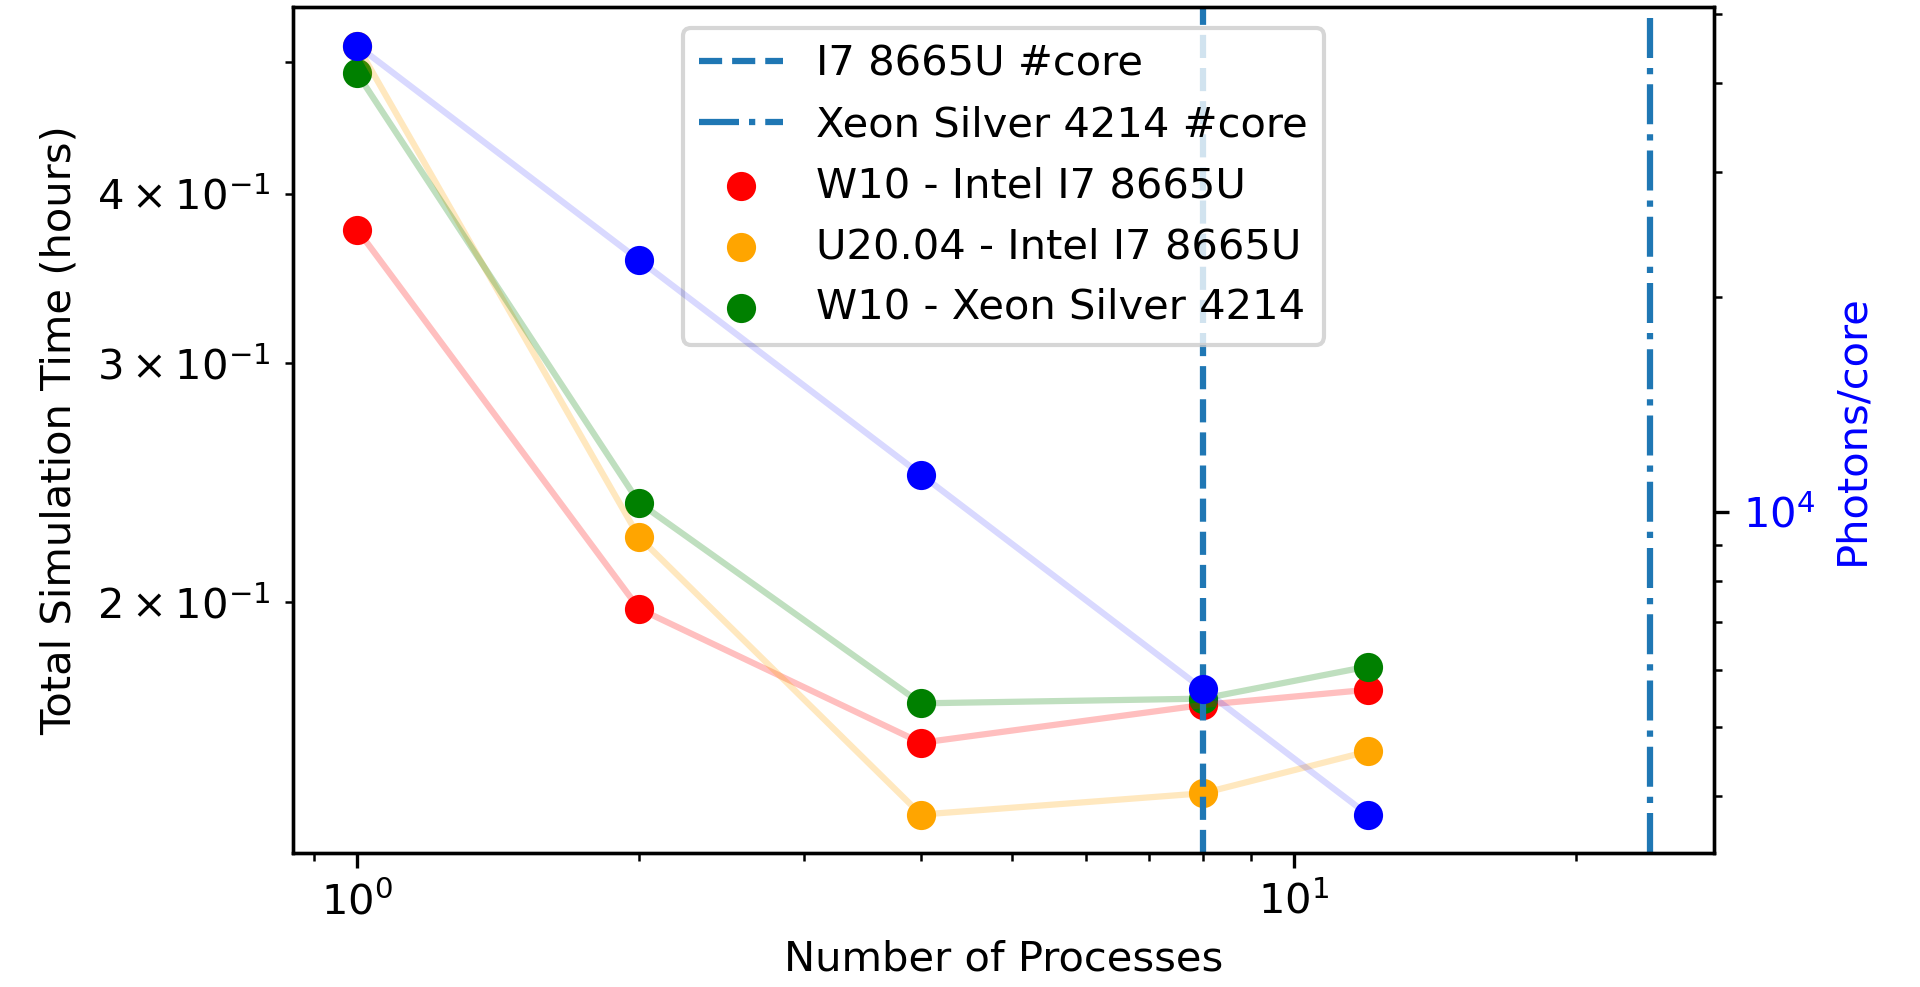 I7 8665U #core
Xeon Silver 4214 #core
W10 - Intel I7 8665U
U20.04 - Intel I7 8665U
W10 - Xeon Silver 4214
Total Simulation Time (hours)
4 × 10⁻¹
3 × 10⁻¹
2 × 10⁻¹
10⁴
Photons/core
10⁰
10¹
Number of Processes